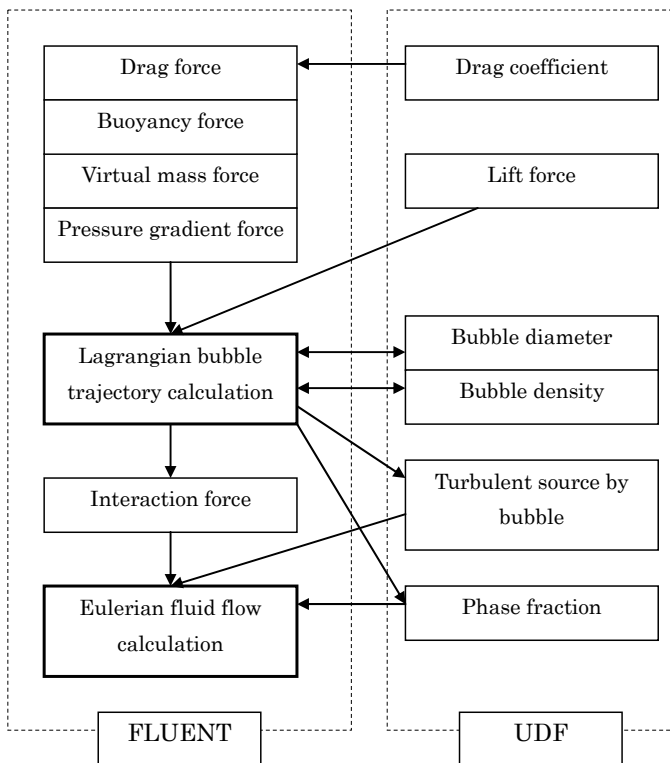 Drag force
Buoyancy force
Virtual mass force
Pressure gradient force
Lagrangian bubble
trajectory calculation
Interaction force
Eulerian fluid flow
calculation
FLUENT
Drag coefficient
Lift force
Bubble diameter
Bubble density
Turbulent source by
bubble
Phase fraction
UDF